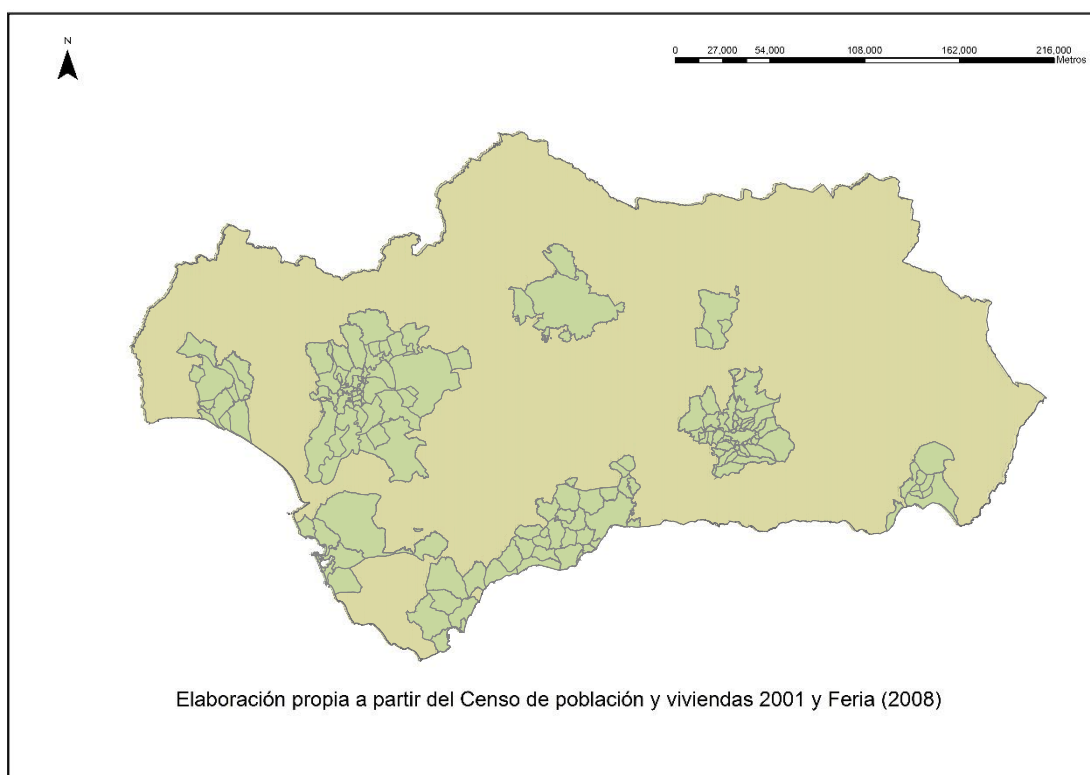 N
0 27,000 54,000 108,000 162,000 216,000
Metros
Elaboración propia a partir del Censo de población y viviendas 2001 y Feria (2008)